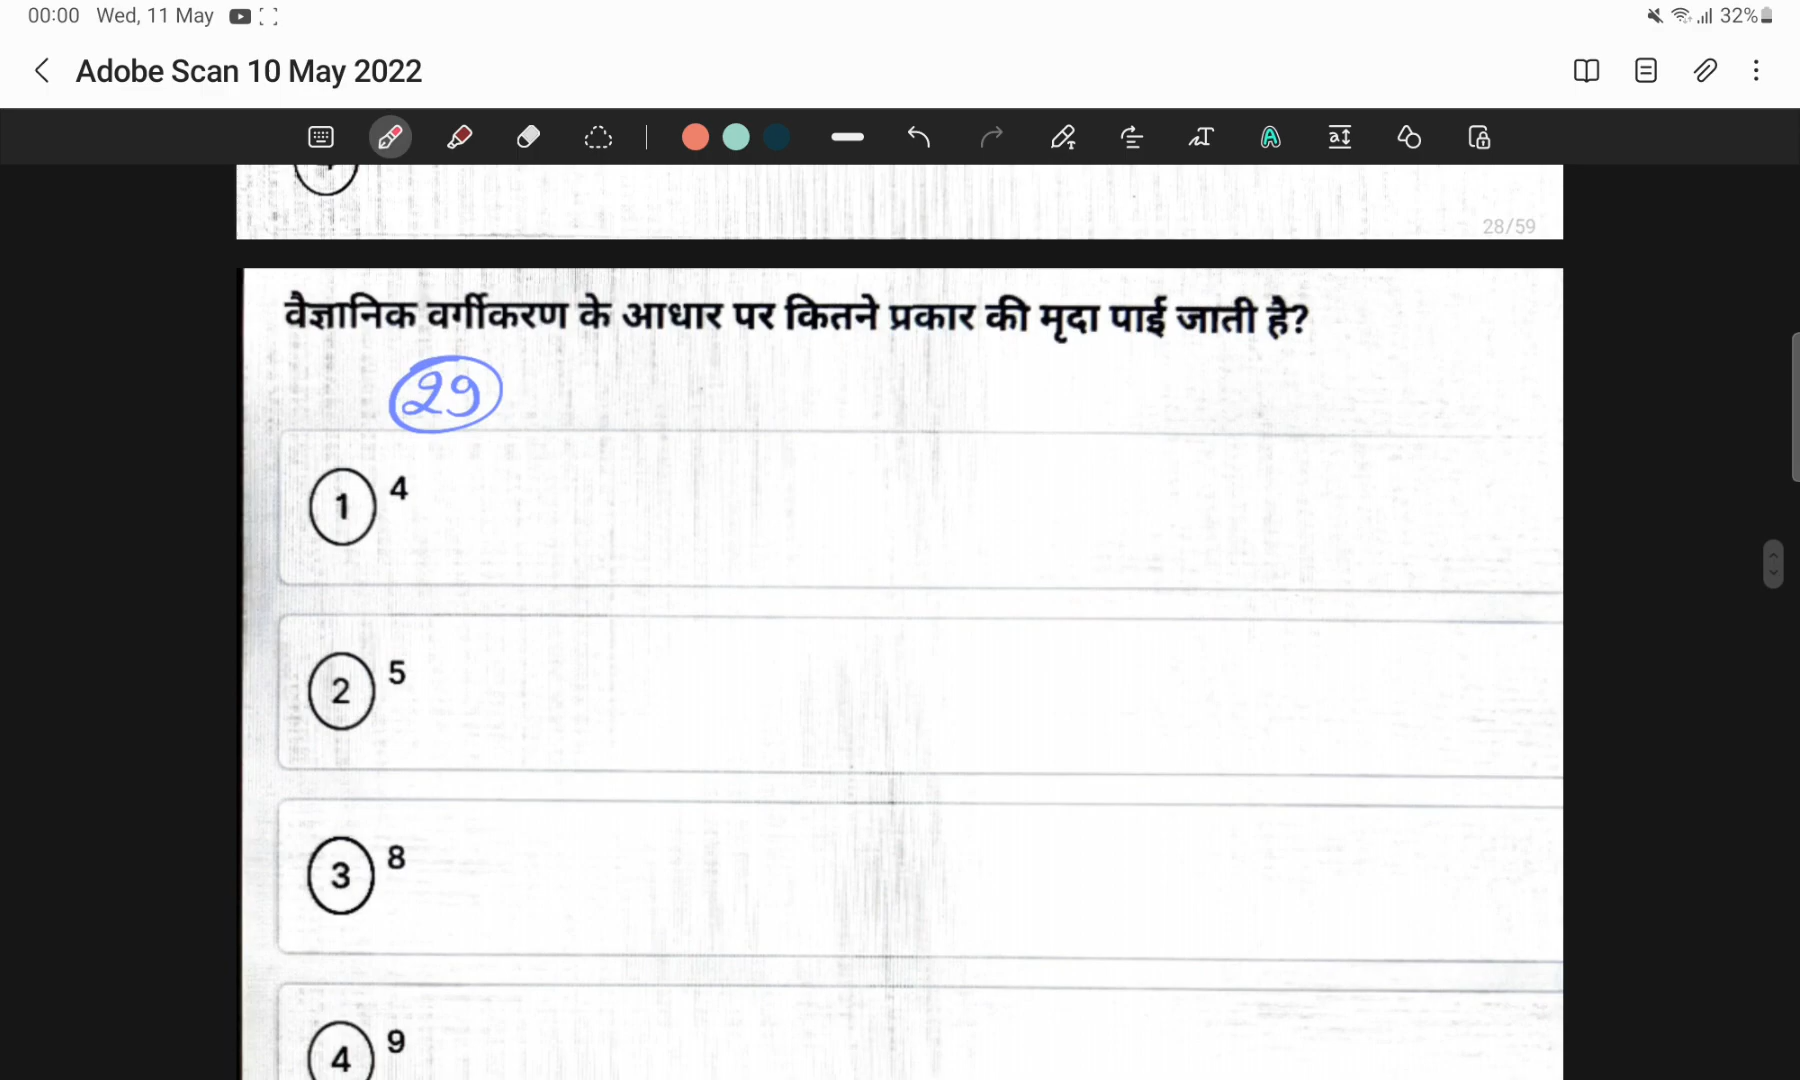 00:00 Wed, 11 May 32%
Adobe Scan 10 May 2022
28/59
वैज्ञानिक वर्गीकरण के आधार पर कितने प्रकार की मृदा पाई जाती है?
29
1 4
2 5
3 8
4 9